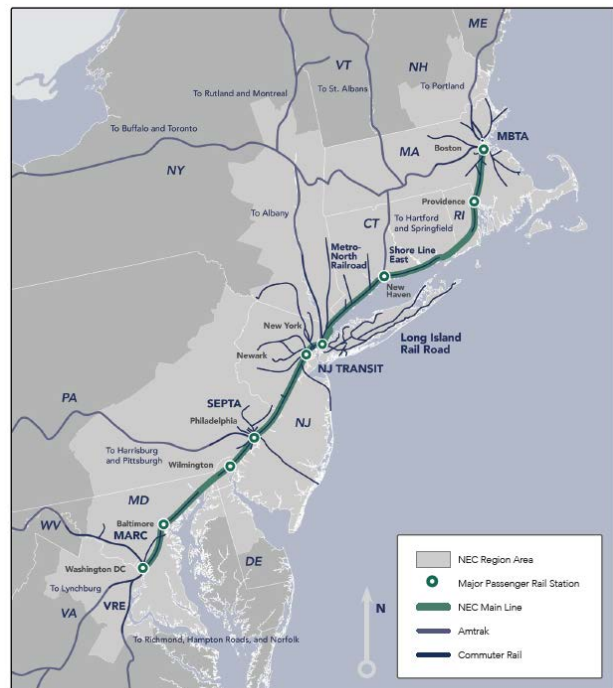 ME
VT
NH
To Rutland and Montreal
To St. Albans
To Portland
To Buffalo and Toronto
MBTA
Boston
MA
NY
Providence
RI
To Albany
CT
To Hartford
and Springfield
Metro-
North
Railroad
Shore Line
East
New
Haven
New York
Long Island
Rail Road
Newark
NJ TRANSIT
PA
SEPTA
Philadelphia
NJ
To Harrisburg
and Pittsburgh
Wilmington
MD
WV
Baltimore
MARC
Washington DC
DE
To Lynchburg
VA
VRE
To Richmond, Hampton Roads, and Norfolk
N
NEC Region Area
Major Passenger Rail Station
NEC Main Line
Amtrak
Commuter Rail